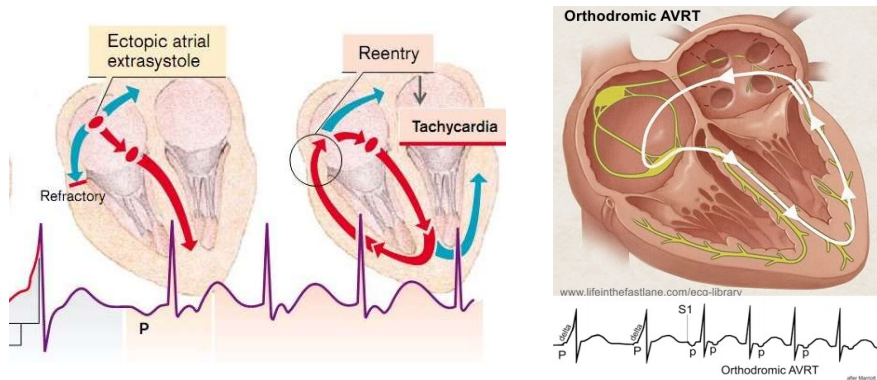 Ectopic atrial
extrasystole
Reentry
Tachycardia
Refractory
P
Orthodromic AVRT
www.lifeinthefastlane.com/ecg-library
delta
P
delta
P
S1
p
p
p
p
p
Orthodromic AVRT
after Marriott